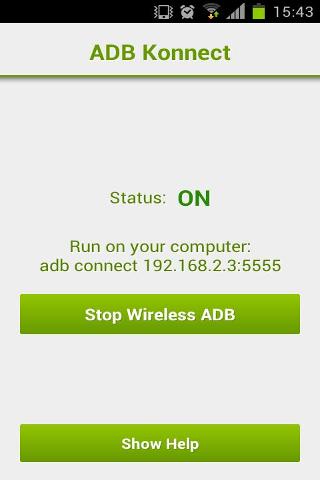 15:43
ADB Konnect
Status: ON
Run on your computer:
adb connect 192.168.2.3:5555
Stop Wireless ADB
Show Help